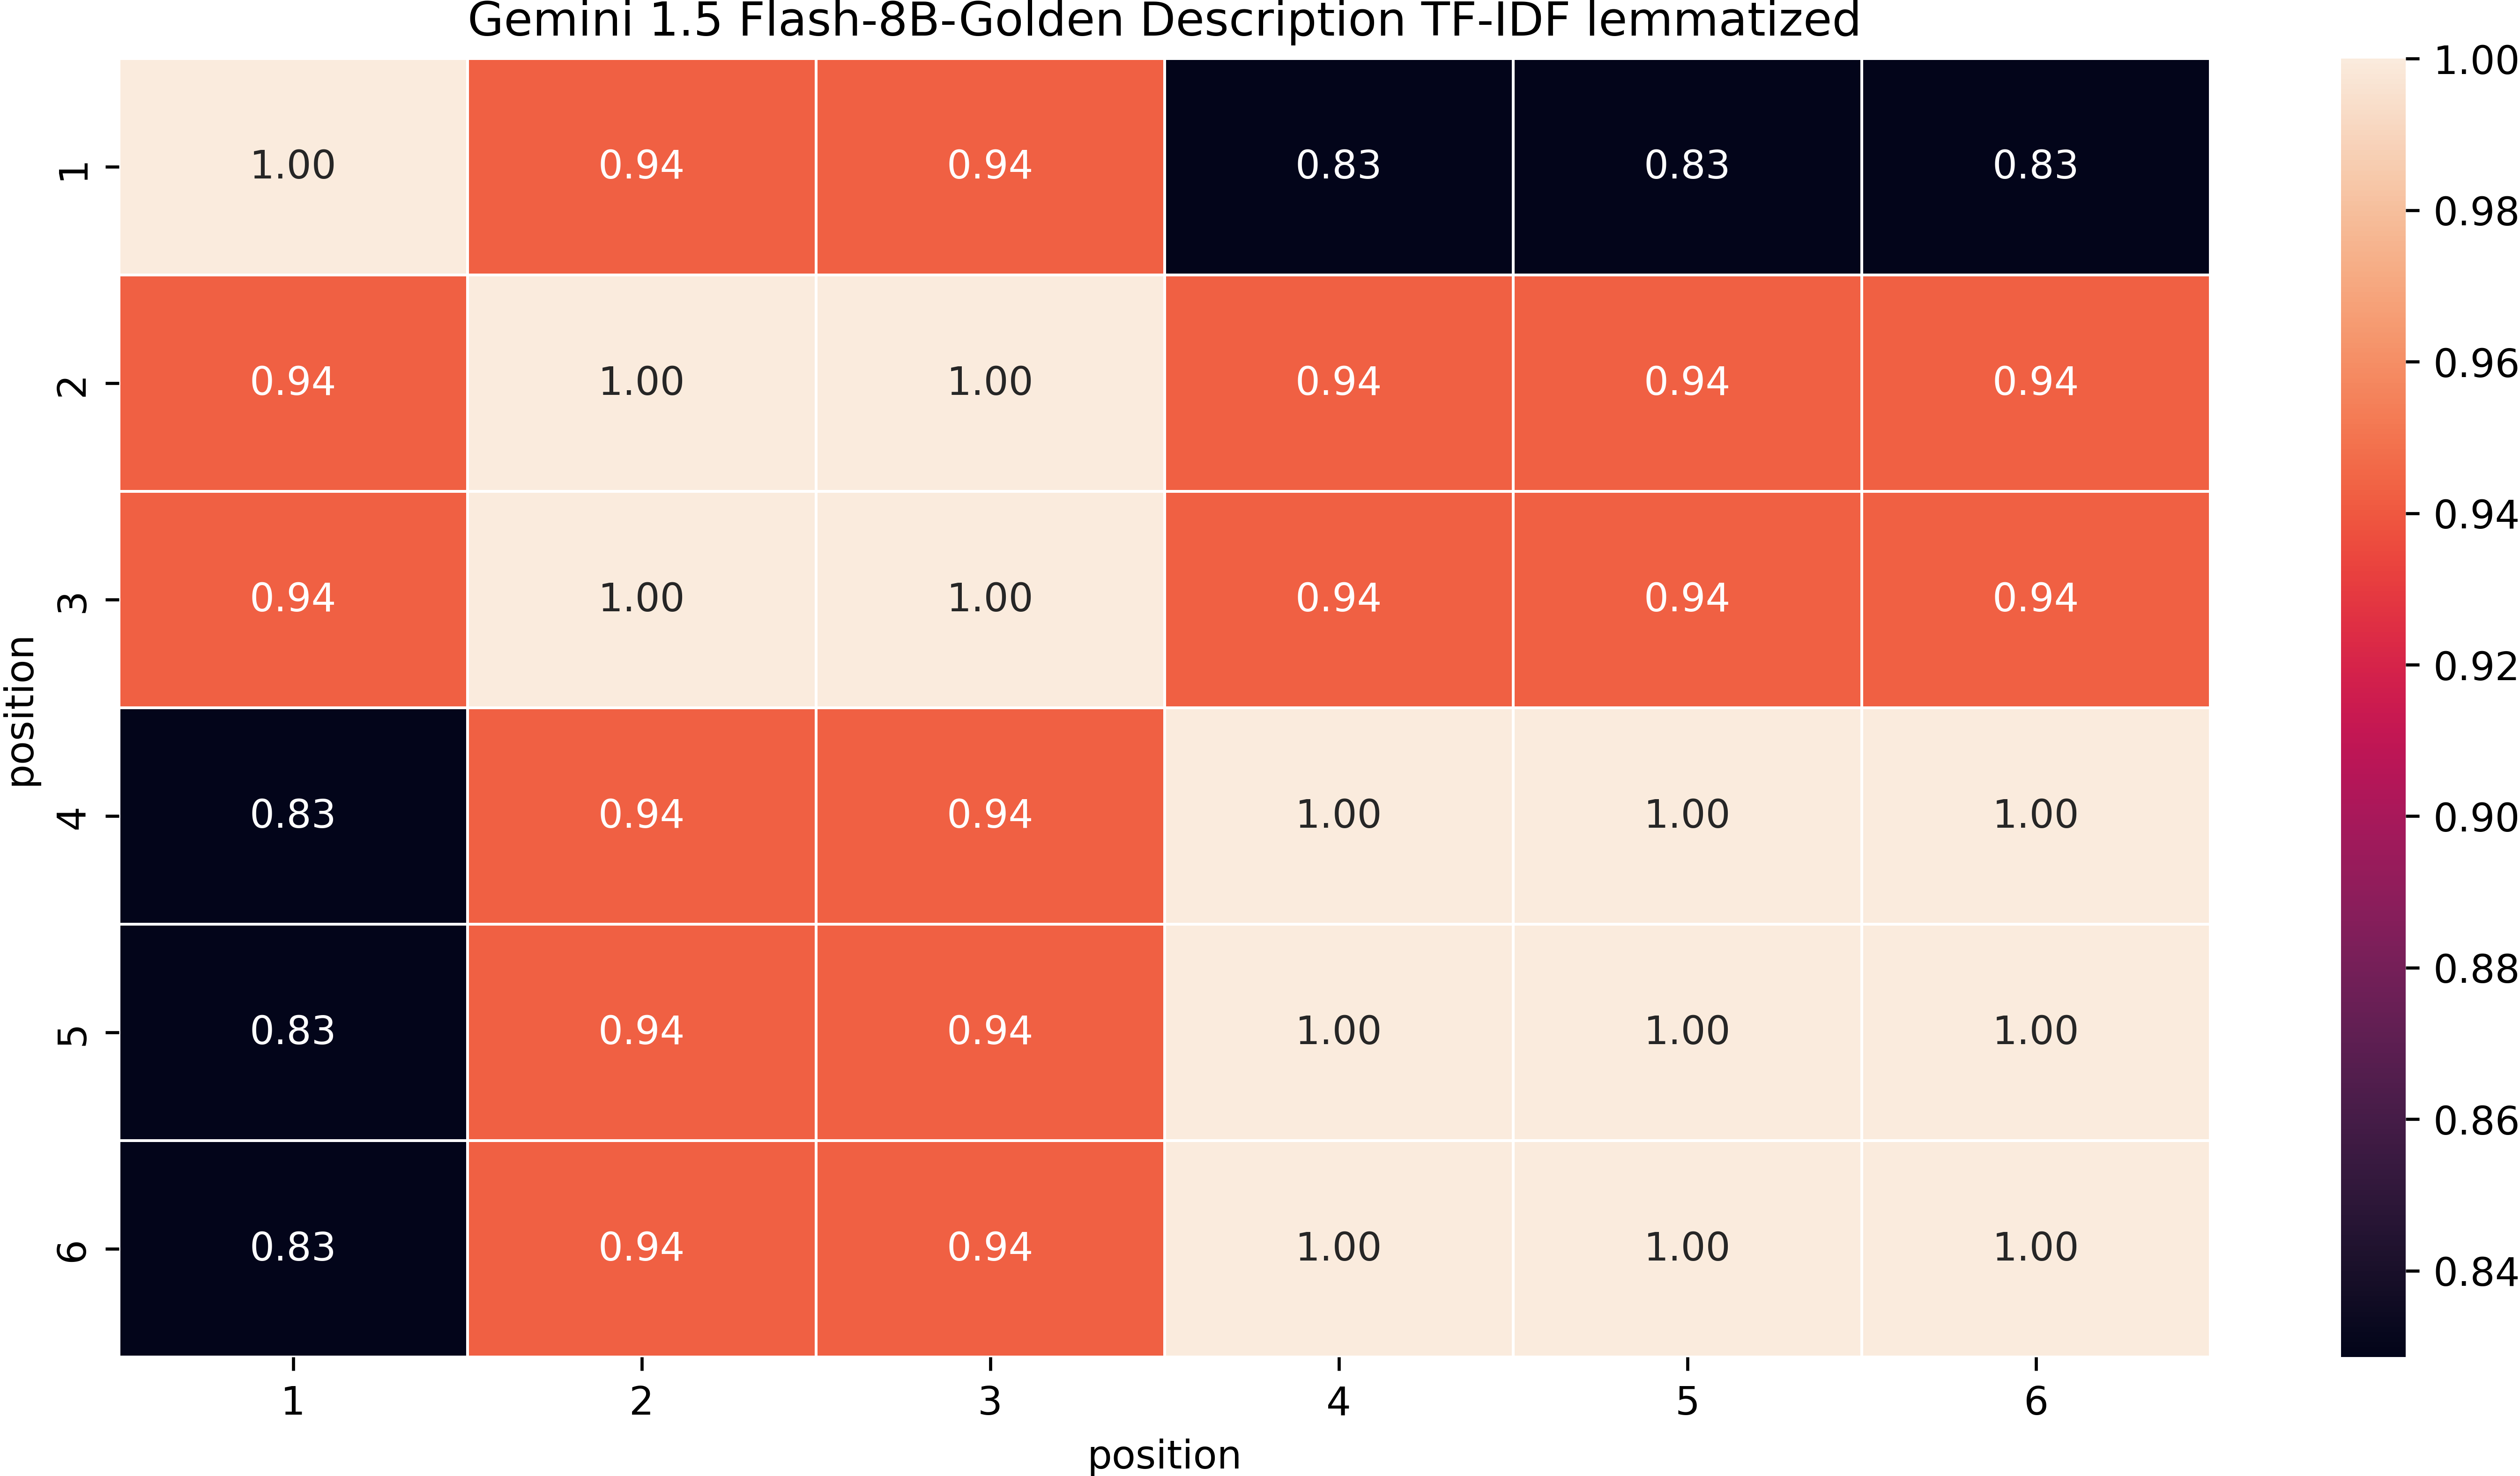 Gemini 1.5 Flash-8B-Golden Description TF-IDF lemmatized
1 1.00 0.94 0.94 0.83 0.83 0.83
2 0.94 1.00 1.00 0.94 0.94 0.94
3 0.94 1.00 1.00 0.94 0.94 0.94
4 0.83 0.94 0.94 1.00 1.00 1.00
5 0.83 0.94 0.94 1.00 1.00 1.00
6 0.83 0.94 0.94 1.00 1.00 1.00
position
1 2 3 4 5 6
position
1.00
0.98
0.96
0.94
0.92
0.90
0.88
0.86
0.84